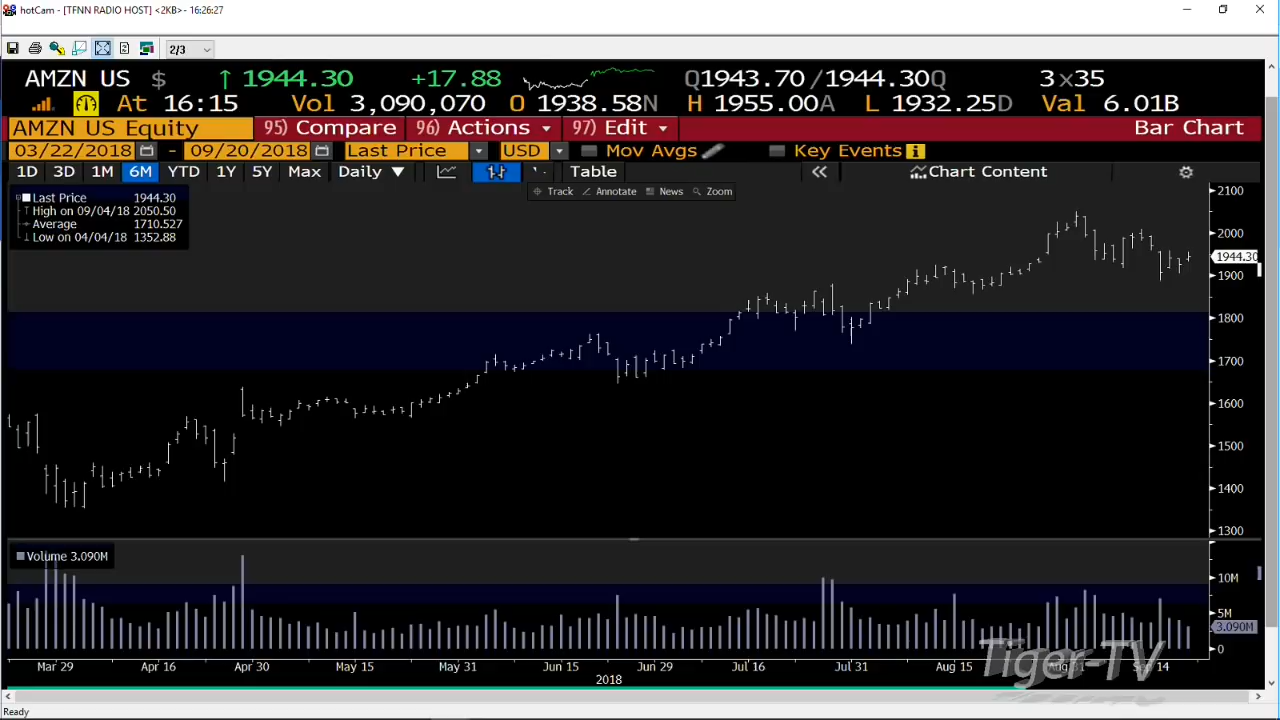 hotCam - [TFNN RADIO HOST] <2KB> - 16:26:27
2/3
AMZN US $ ↑ 1944.30 +17.88 Q1943.70 /1944.30Q 3x35
At 16:15 Vol 3,090,070 O 1938.58N H 1955.00A L 1932.25D Val 6.01B
AMZN US Equity 95) Compare 96) Actions 97) Edit Bar Chart
03/22/2018 - 09/20/2018 Last Price USD Mov Avgs Key Events i
1D 3D 1M 6M YTD 1Y 5Y Max Daily ▼ Table << Chart Content
Track Annotate News Zoom
Last Price 1944.30
High on 09/04/18 2050.50
Average 1710.527
Low on 04/04/18 1352.88
2100
2000
1944.30
1900
1800
1700
1600
1500
1400
1300
Volume 3.090M
10M
5M
3.090M
0
Mar 29 Apr 16 Apr 30 May 15 May 31 Jun 15 Jun 29 Jul 16 Jul 31 Aug 15 Aug 31 Sep 14
2018
Tiger-TV
Ready